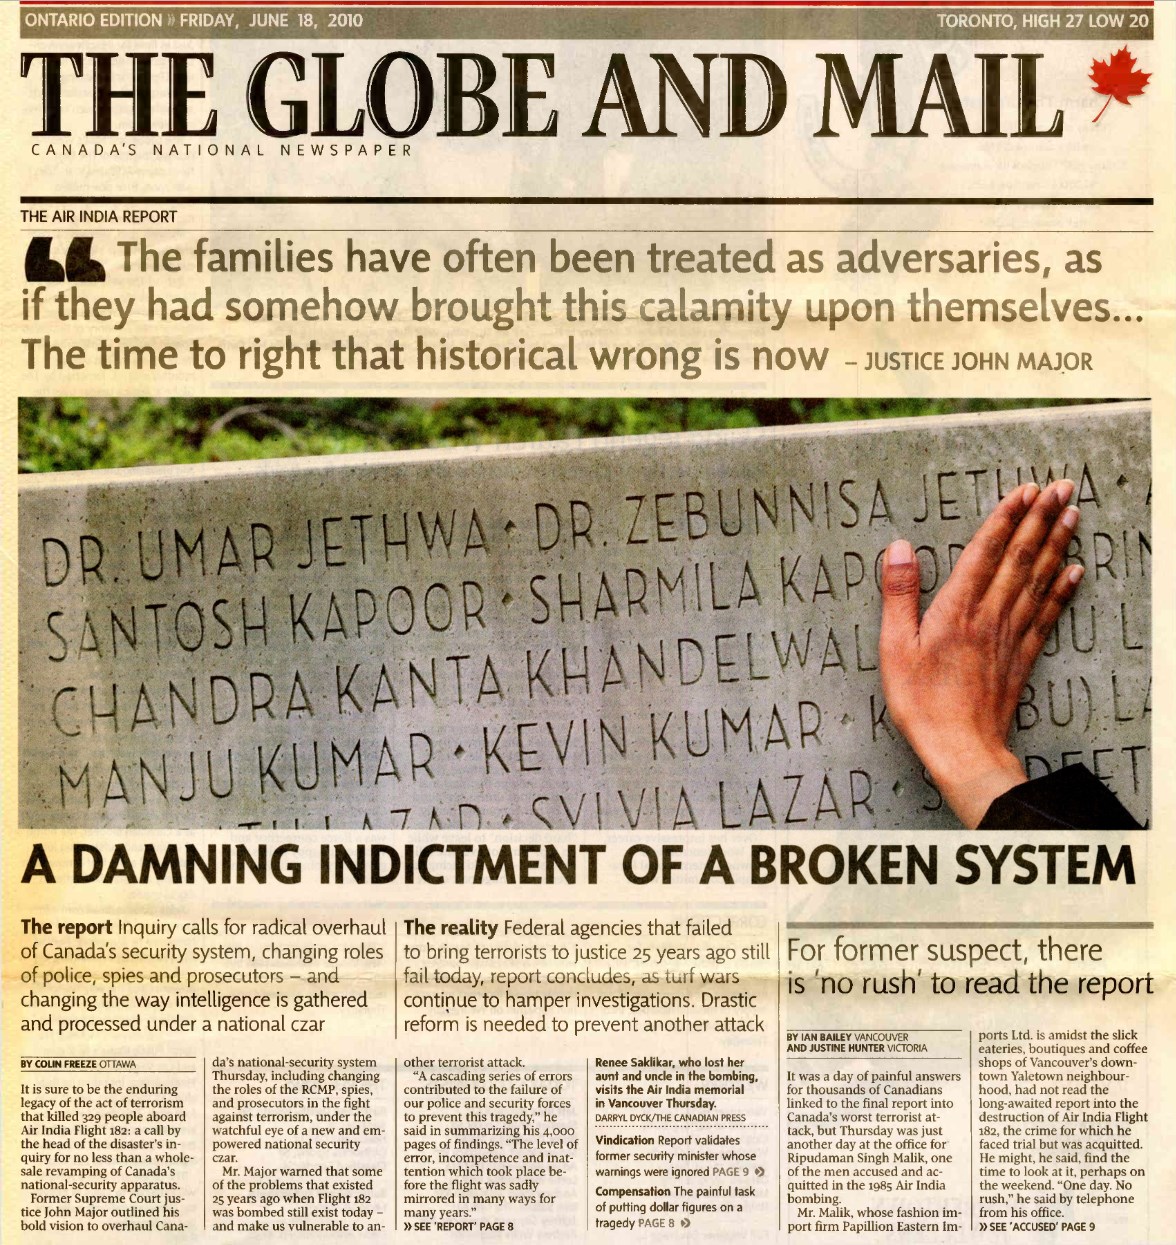 ONTARIO EDITION » FRIDAY, JUNE 18, 2010
TORONTO, HIGH 27 LOW 20
THE GLOBE AND MAIL
CANADA'S NATIONAL NEWSPAPER
THE AIR INDIA REPORT
“ The families have often been treated as adversaries, as
if they had somehow brought this calamity upon themselves...
The time to right that historical wrong is now – JUSTICE JOHN MAJOR
DR. UMAR JETHWA • DR. ZEBUNNISA JETHWA •
SANTOSH KAPOOR • SHARMILA KAPOOR
CHANDRA KANTA KHANDELWAL
MANJU KUMAR • KEVIN KUMAR •
LAZAR • SYLVIA LAZAR •
A DAMNING INDICTMENT OF A BROKEN SYSTEM
The report Inquiry calls for radical overhaul
of Canada's security system, changing roles
of police, spies and prosecutors – and
changing the way intelligence is gathered
and processed under a national czar
BY COLIN FREEZE OTTAWA
It is sure to be the enduring
legacy of the act of terrorism
that killed 329 people aboard
Air India Flight 182: a call by
the head of the disaster's in-
quiry for no less than a whole-
sale revamping of Canada's
national-security apparatus.
Former Supreme Court jus-
tice John Major outlined his
bold vision to overhaul Cana-
da's national-security system
Thursday, including changing
the roles of the RCMP, spies,
and prosecutors in the fight
against terrorism, under the
watchful eye of a new and em-
powered national security
czar.
Mr. Major warned that some
of the problems that existed
25 years ago when Flight 182
was bombed still exist today –
and make us vulnerable to an-
The reality Federal agencies that failed
to bring terrorists to justice 25 years ago still
fail today, report concludes, as turf wars
continue to hamper investigations. Drastic
reform is needed to prevent another attack
other terrorist attack.
“A cascading series of errors
contributed to the failure of
our police and security forces
to prevent this tragedy,” he
said in summarizing his 4,000
pages of findings. “The level of
error, incompetence and inat-
tention which took place be-
fore the flight was sadly
mirrored in many ways for
many years.”
» SEE 'REPORT' PAGE 8
Renee Saklikar, who lost her
aunt and uncle in the bombing,
visits the Air India memorial
in Vancouver Thursday.
DARRYL DYCK/THE CANADIAN PRESS
Vindication Report validates
former security minister whose
warnings were ignored PAGE 9 »
Compensation The painful task
of putting dollar figures on a
tragedy PAGE 8 »
For former suspect, there
is 'no rush' to read the report
BY IAN BAILEY VANCOUVER
AND JUSTINE HUNTER VICTORIA
It was a day of painful answers
for thousands of Canadians
linked to the final report into
Canada's worst terrorist at-
tack, but Thursday was just
another day at the office for
Ripudaman Singh Malik, one
of the men accused and ac-
quitted in the 1985 Air India
bombing.
Mr. Malik, whose fashion im-
port firm Papillion Eastern Im-
ports Ltd. is amidst the slick
eateries, boutiques and coffee
shops of Vancouver's down-
town Yaletown neighbour-
hood, had not read the
long-awaited report into the
destruction of Air India Flight
182, the crime for which he
faced trial but was acquitted.
He might, he said, find the
time to look at it, perhaps on
the weekend. “One day. No
rush,” he said by telephone
from his office.
» SEE 'ACCUSED' PAGE 9